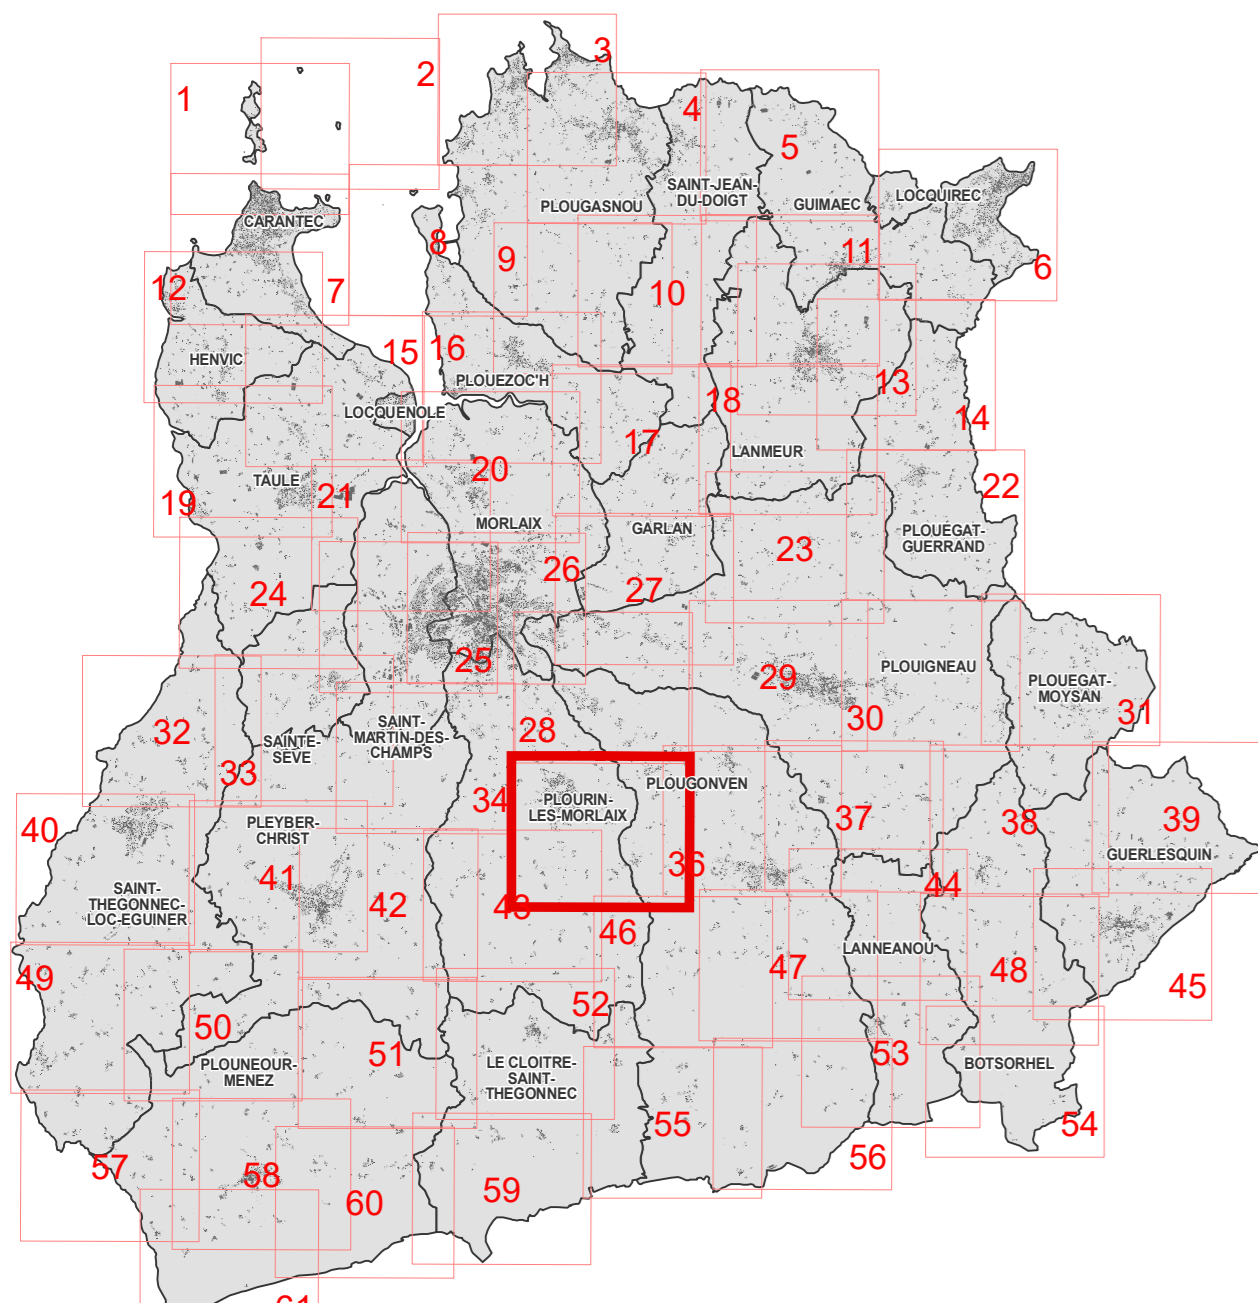 3
2
1
4
5
SAINT-JEAN-
DU-DOIGT
LOCQUIREC
PLOUGASNOU
GUIMAEC
CARANTEC
8
9
11
6
12
7
10
15
16
HENVIC
PLOUEZOC'H
13
18
LOCQUENOLE
14
17
LANMEUR
20
TAULE
21
19
22
MORLAIX
GARLAN
PLOUEGAT-
GUERRAND
23
26
27
24
25
PLOUIGNEAU
29
PLOUEGAT-
MOYSAN
30
31
32
SAINT-
MARTIN-DES-
CHAMPS
28
SAINTE-
SEVE
33
PLOUGONVEN
34
PLOURIN-
LES-MORLAIX
40
PLEYBER-
CHRIST
37
38
39
GUERLESQUIN
36
41
44
SAINT-
THEGONNEC-
LOC-EGUINER
42
43
46
LANNEANOU
47
48
49
45
50
52
51
PLOUNEOUR-
MENEZ
LE CLOITRE-
SAINT-
THEGONNEC
53
BOTSORHEL
55
54
56
57
58
60
59
61